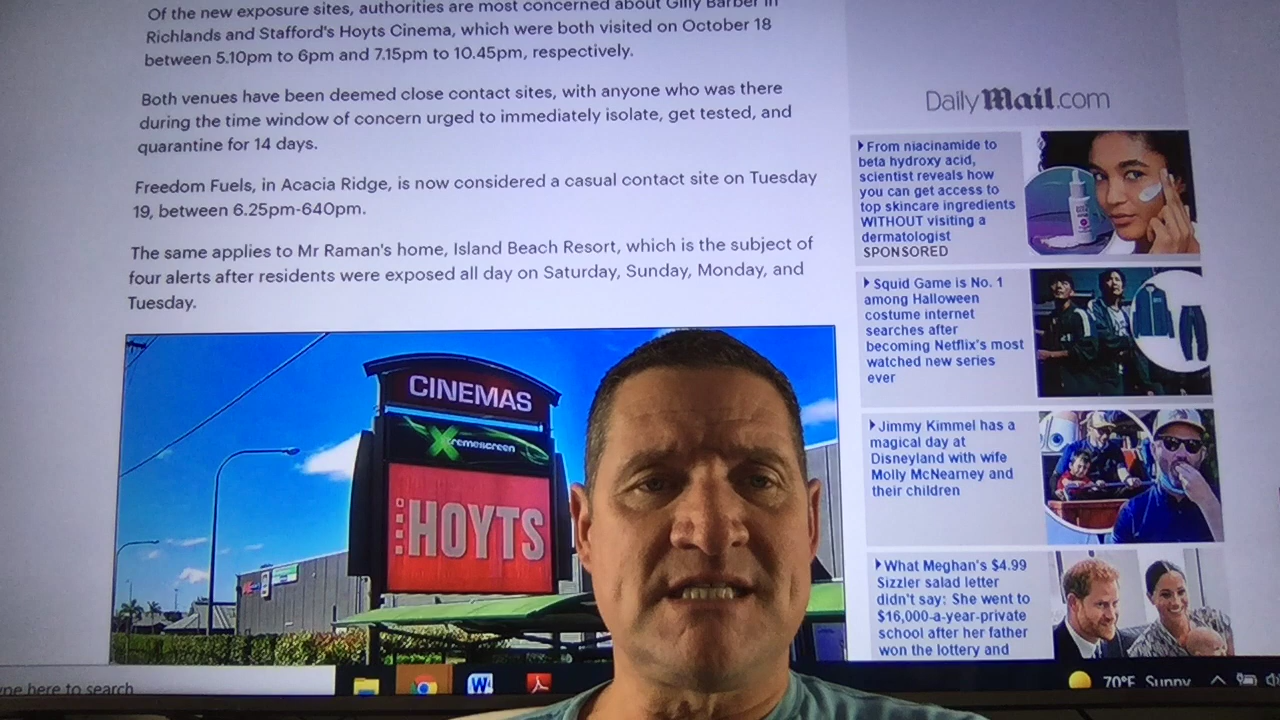 Of the new exposure sites, authorities are most concerned about Gilly Barber in
Richlands and Stafford's Hoyts Cinema, which were both visited on October 18
between 5.10pm to 6pm and 7.15pm to 10.45pm, respectively.
Both venues have been deemed close contact sites, with anyone who was there
during the time window of concern urged to immediately isolate, get tested, and
quarantine for 14 days.
Freedom Fuels, in Acacia Ridge, is now considered a casual contact site on Tuesday
19, between 6.25pm-640pm.
The same applies to Mr Raman's home, Island Beach Resort, which is the subject of
four alerts after residents were exposed all day on Saturday, Sunday, Monday, and
Tuesday.
CINEMAS
Xtremescreen
HOYTS
Daily Mail.com
From niacinamide to
beta hydroxy acid,
scientist reveals how
you can get access to
top skincare ingredients
WITHOUT visiting a
dermatologist
SPONSORED
Squid Game is No. 1
among Halloween
costume internet
searches after
becoming Netflix's most
watched new series
ever
Jimmy Kimmel has a
magical day at
Disneyland with wife
Molly McNearney and
their children
What Meghan's $4.99
Sizzler salad letter
didn't say: She went to
$16,000-a-year-private
school after her father
won the lottery and
here to search
W
70°F Sunny